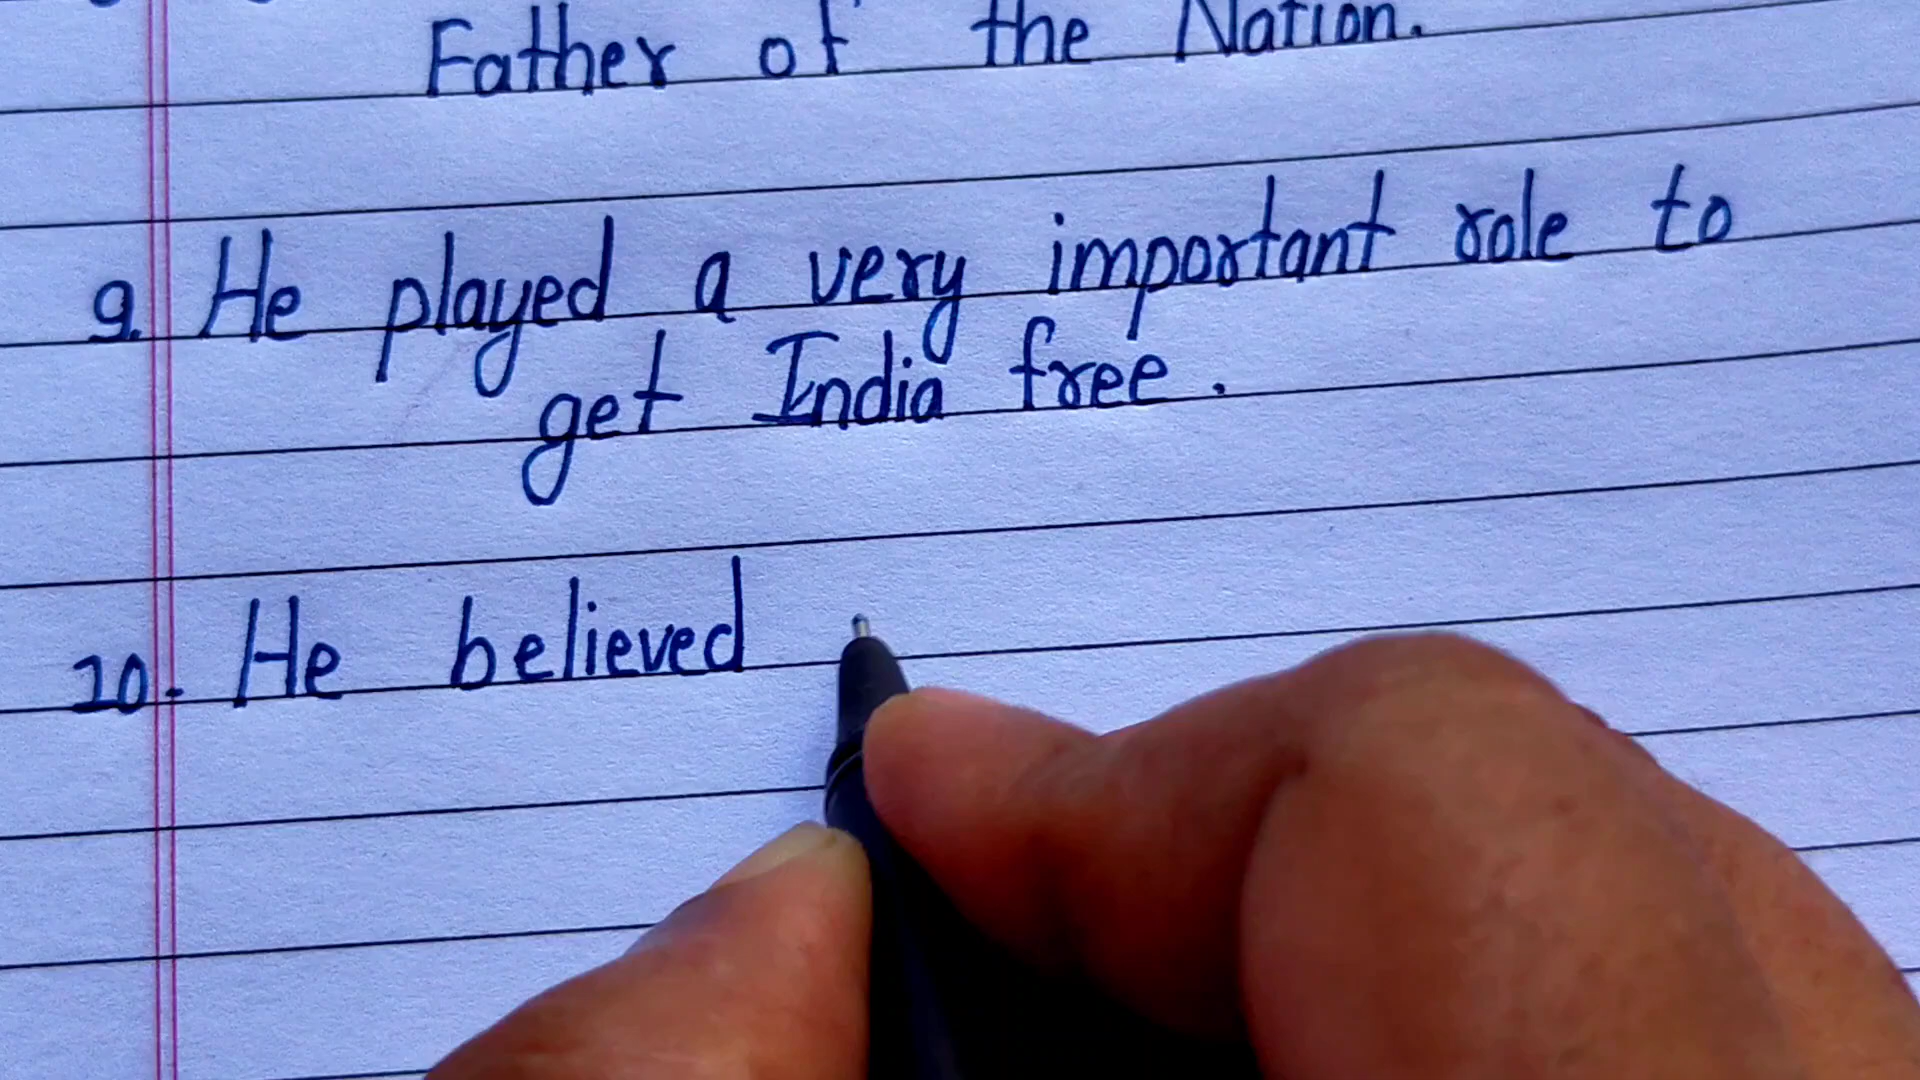 Father of the Nation.
9. He played a very important role to
get India free.
10. He believed